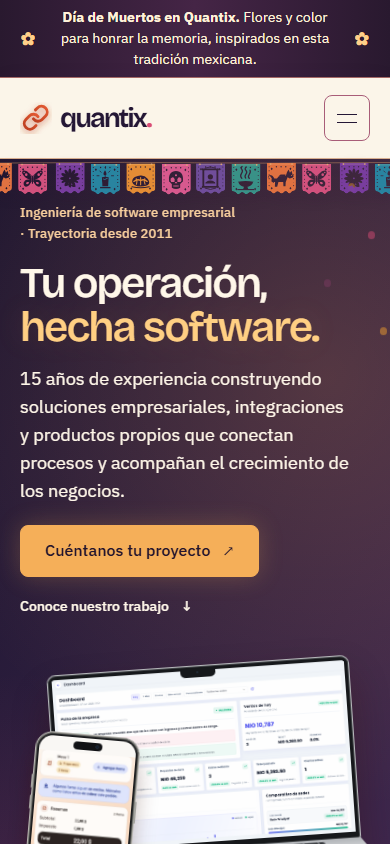 Día de Muertos en Quantix. Flores y color
para honrar la memoria, inspirados en esta
tradición mexicana.
quantix.
Ingeniería de software empresarial
· Trayectoria desde 2011
Tu operación,
hecha software.
15 años de experiencia construyendo
soluciones empresariales, integraciones
y productos propios que conectan
procesos y acompañan el crecimiento de
los negocios.
Cuéntanos tu proyecto ↗
Conoce nuestro trabajo ↓
Dashboard
Dashboard